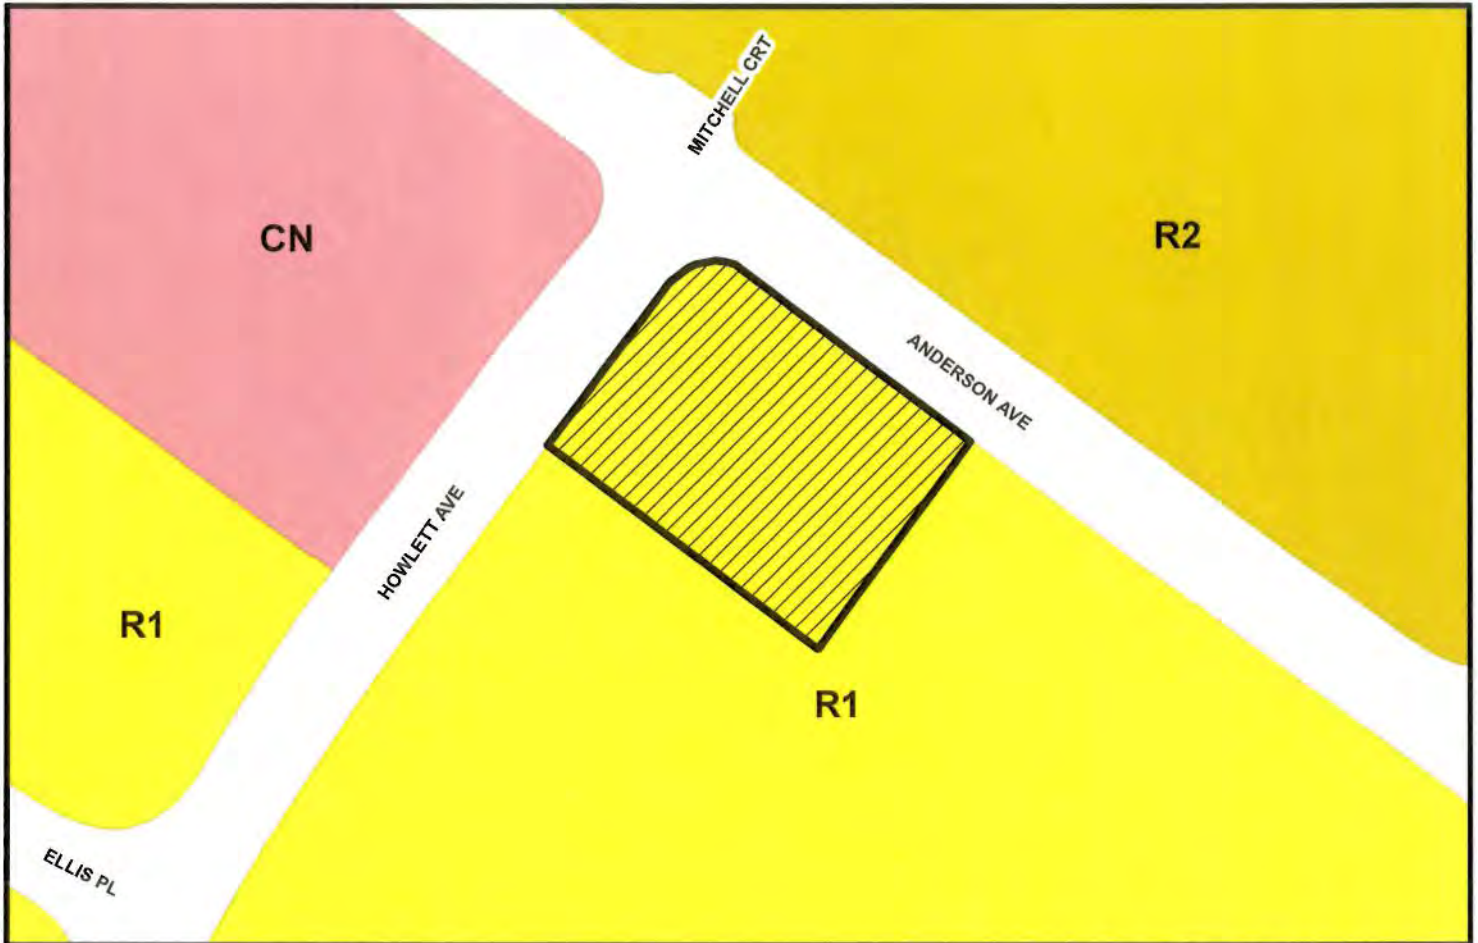 MITCHELL CRT
CN
R2
ANDERSON AVE
HOWLETT AVE
R1
R1
ELLIS PL